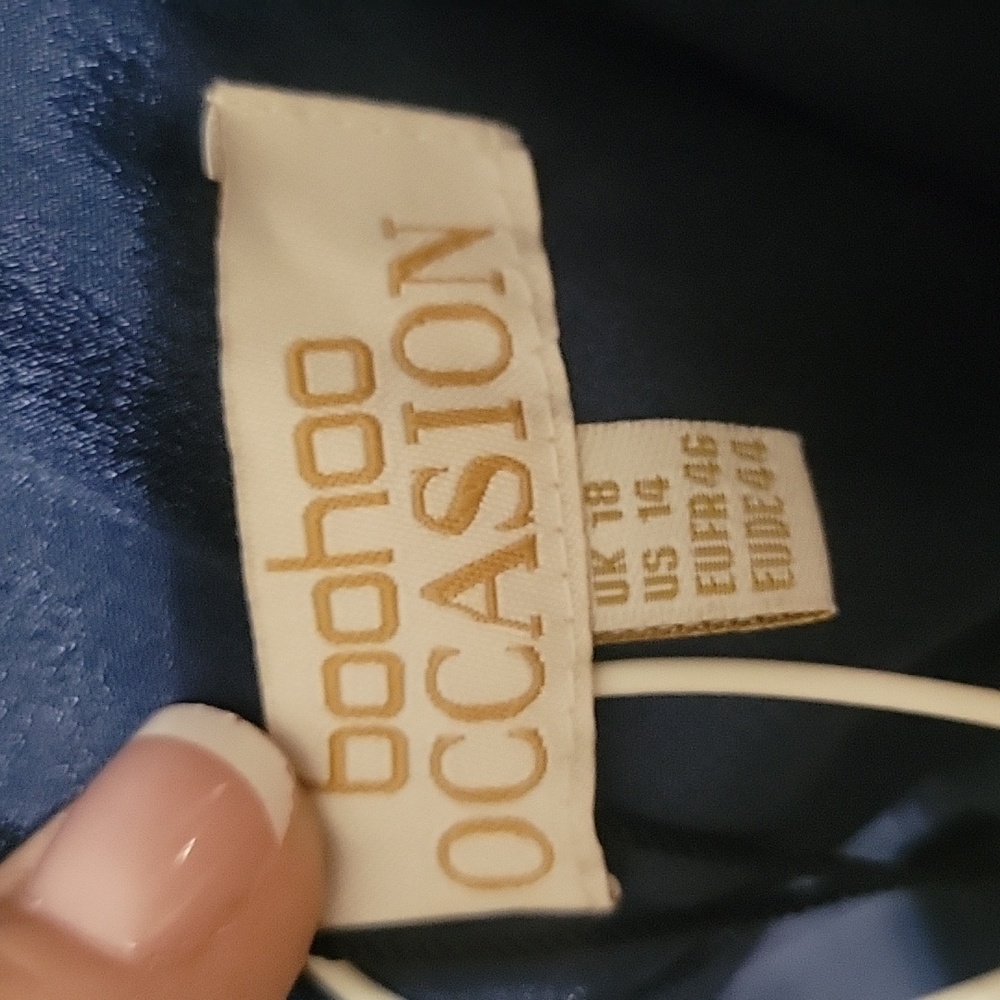 boohoo
OCCASION
UK 18
US 14
EUFR 46
EUDE 44